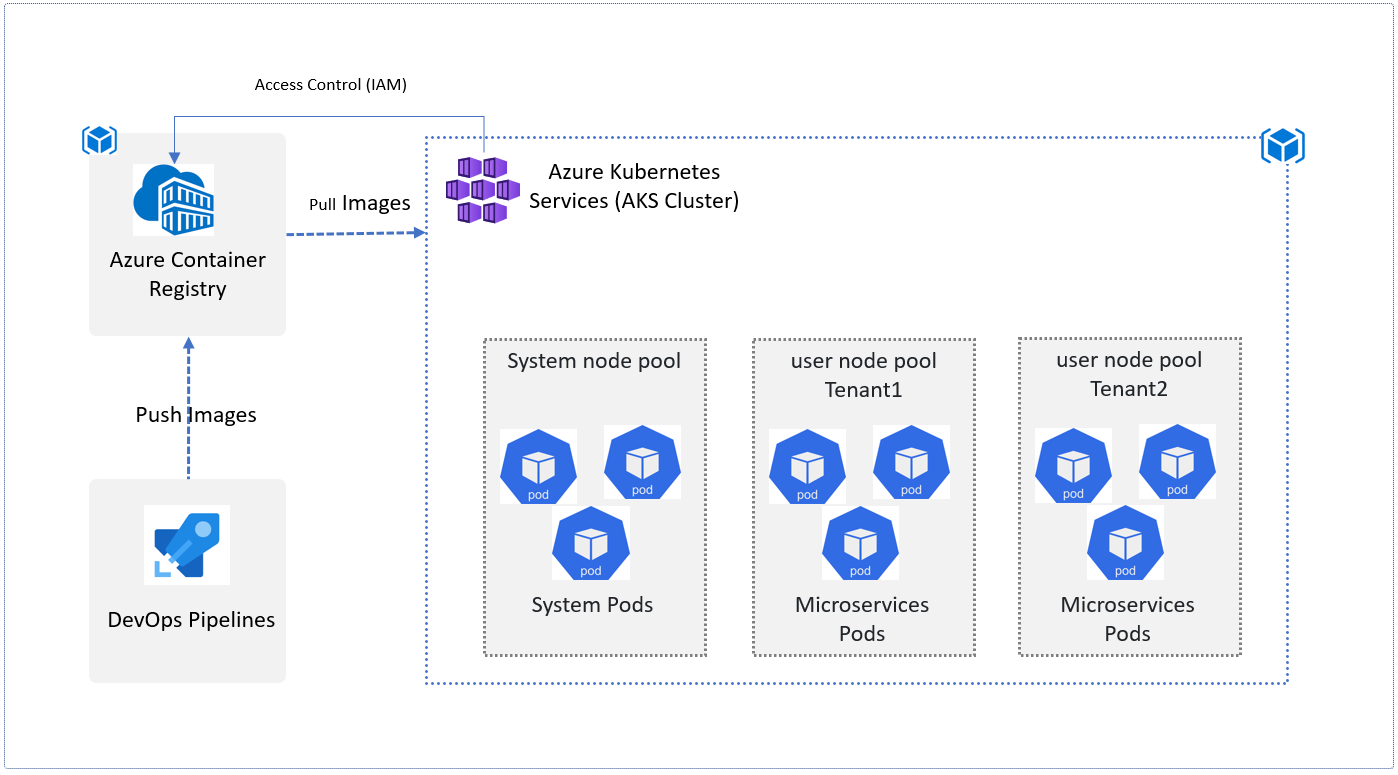 Access Control (IAM)
Azure Kubernetes
Services (AKS Cluster)
Pull Images
Azure Container
Registry
Push Images
DevOps Pipelines
System node pool
pod
pod
pod
System Pods
user node pool
Tenant1
pod
pod
pod
Microservices
Pods
user node pool
Tenant2
pod
pod
pod
Microservices
Pods